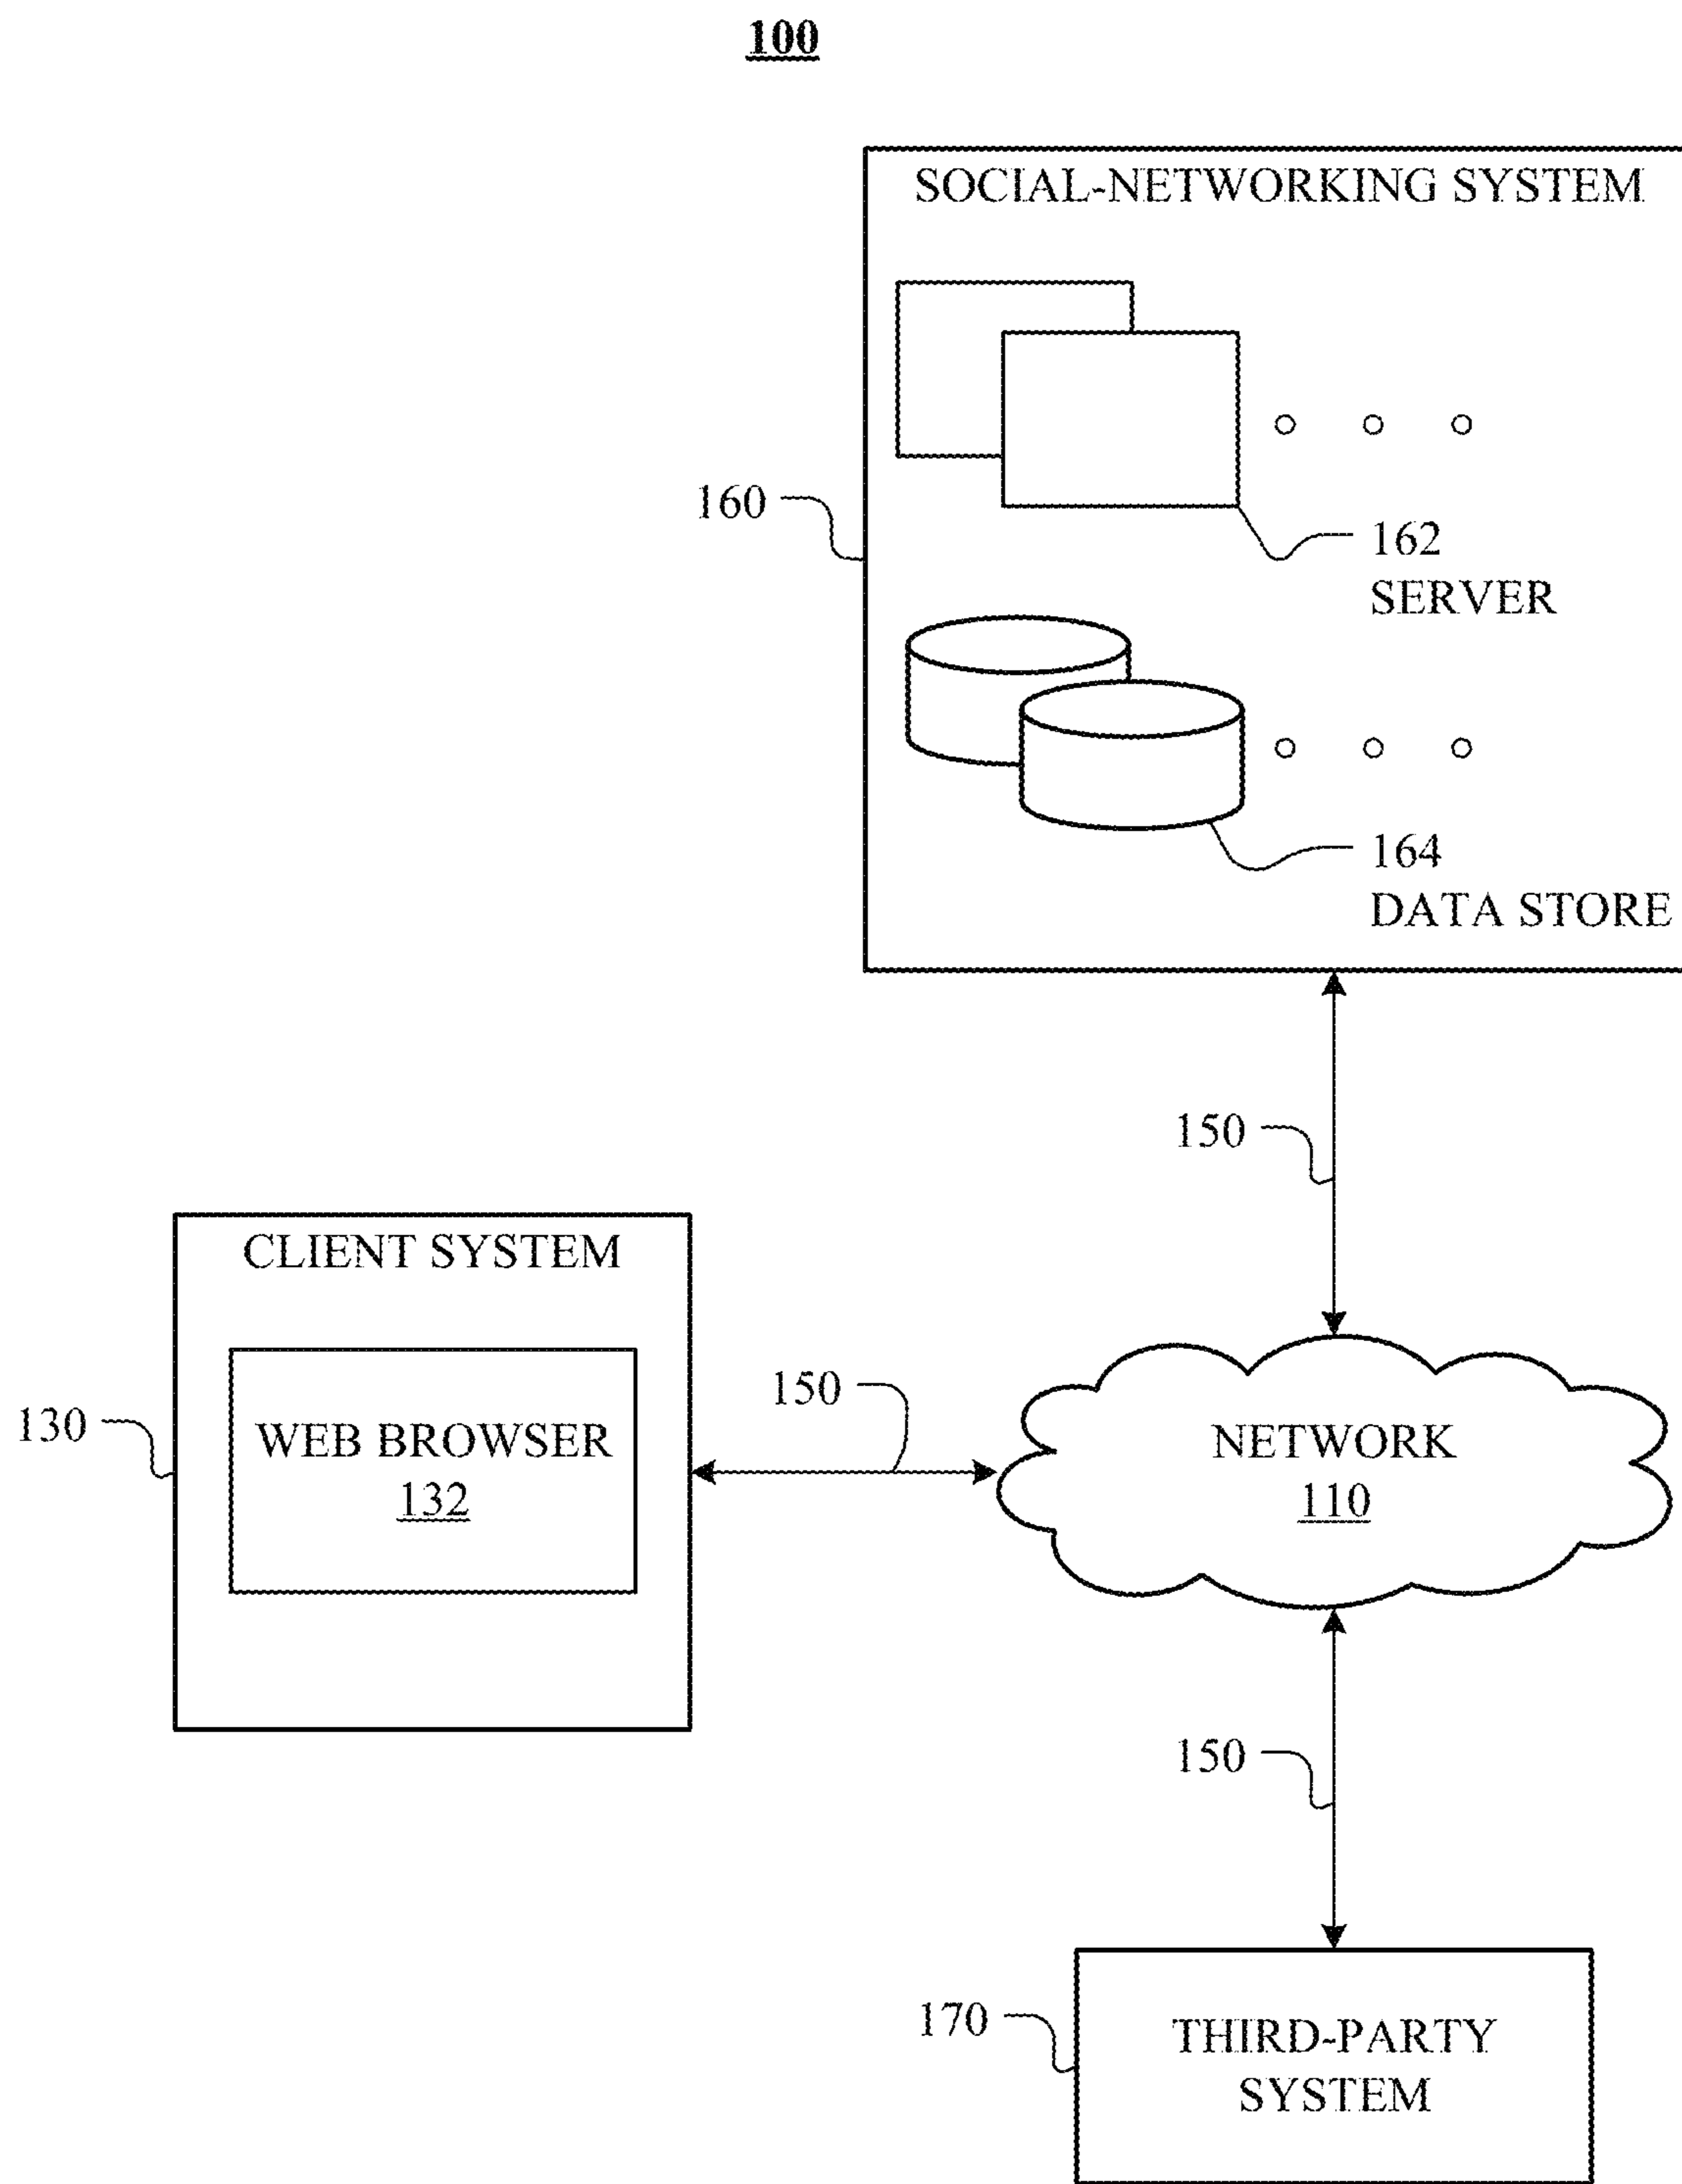 100
SOCIAL-NETWORKING SYSTEM
160
162
SERVER
164
DATA STORE
150
CLIENT SYSTEM
130
WEB BROWSER
132
150
NETWORK
110
150
170
THIRD-PARTY
SYSTEM